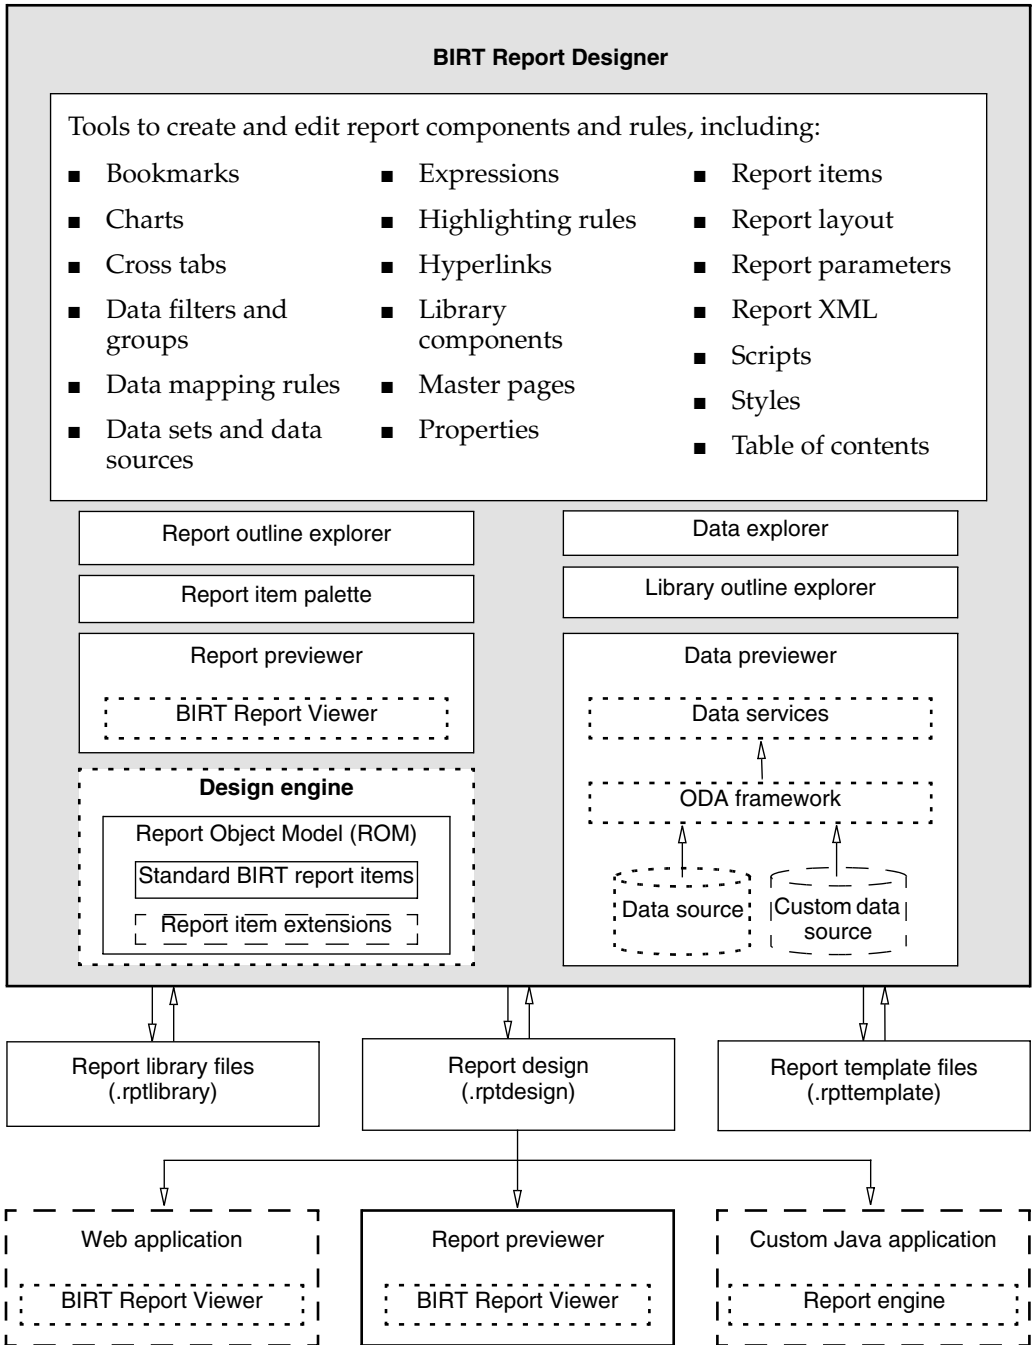 BIRT Report Designer
Tools to create and edit report components and rules, including:
■ Bookmarks
■ Charts
■ Cross tabs
■ Data filters and
groups
■ Data mapping rules
■ Data sets and data
sources
■ Expressions
■ Highlighting rules
■ Hyperlinks
■ Library
components
■ Master pages
■ Properties
■ Report items
■ Report layout
■ Report parameters
■ Report XML
■ Scripts
■ Styles
■ Table of contents
Report outline explorer
Report item palette
Report previewer
BIRT Report Viewer
Design engine
Report Object Model (ROM)
Standard BIRT report items
Report item extensions
Data explorer
Library outline explorer
Data previewer
Data services
ODA framework
Data source
Custom data
source
Report library files
(.rptlibrary)
Report design
(.rptdesign)
Report template files
(.rpttemplate)
Web application
BIRT Report Viewer
Report previewer
BIRT Report Viewer
Custom Java application
Report engine